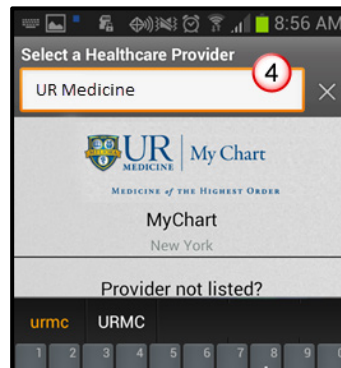 8:56 AM
Select a Healthcare Provider
4
UR Medicine
UR MEDICINE | My Chart
MEDICINE of THE HIGHEST ORDER
MyChart
New York
Provider not listed?
urmc URMC
1 2 3 4 5 6 7 8 9 0